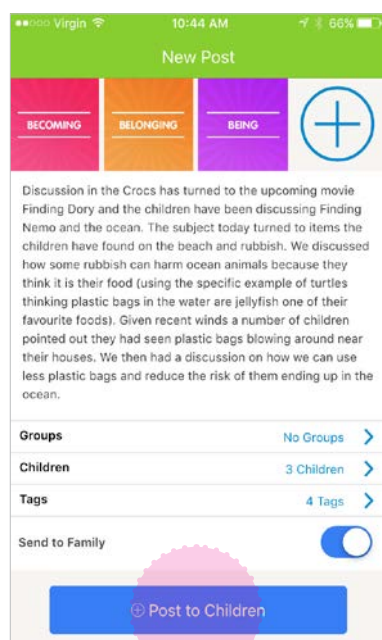 Virgin 10:44 AM 66%
New Post
BECOMING BELONGING BEING
Discussion in the Crocs has turned to the upcoming movie
Finding Dory and the children have been discussing Finding
Nemo and the ocean. The subject today turned to items the
children have found on the beach and rubbish. We discussed
how some rubbish can harm ocean animals because they
think it is their food (using the specific example of turtles
thinking plastic bags in the water are jellyfish one of their
favourite foods). Given recent winds a number of children
pointed out they had seen plastic bags blowing around near
their houses. We then had a discussion on how we can use
less plastic bags and reduce the risk of them ending up in the
ocean.
Groups No Groups
Children 3 Children
Tags 4 Tags
Send to Family
Post to Children